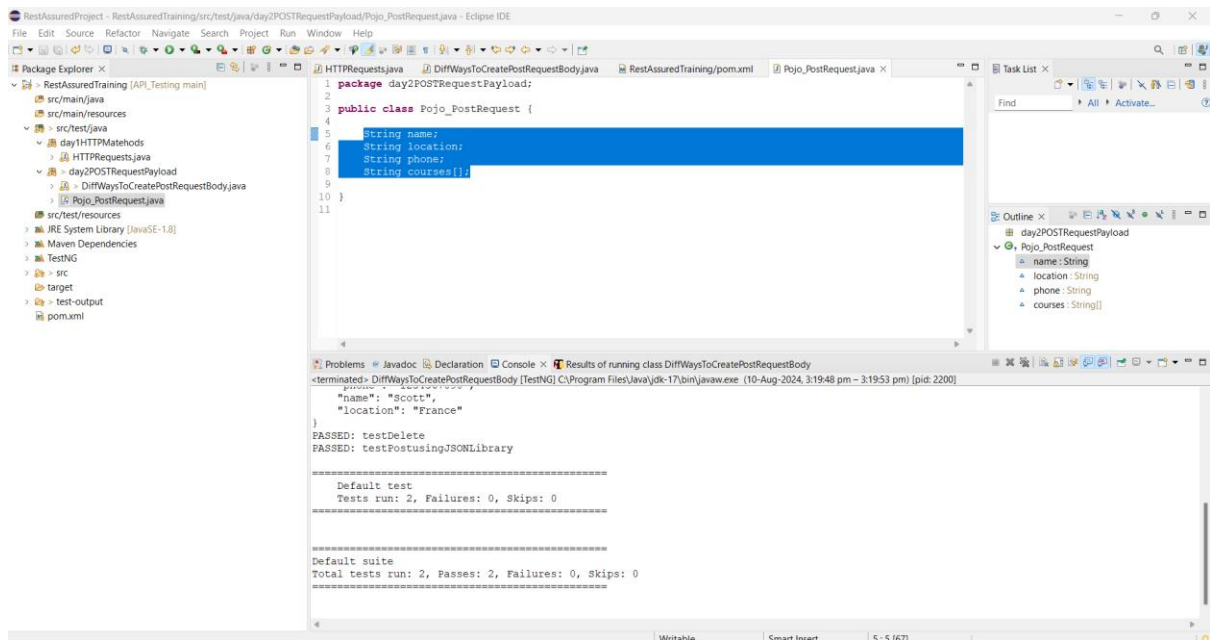 RestAssuredProject - RestAssuredTraining/src/test/java/day2POSTRequestPayload/Pojo_PostRequest.java - Eclipse IDE
File Edit Source Refactor Navigate Search Project Run Window Help
Package Explorer
> RestAssuredTraining [API_Testing main]
src/main/java
src/main/resources
> src/test/java
day1HTTPMatehods
> HTTPRequests.java
> day2POSTRequestPayload
> > DiffWaysToCreatePostRequestBody.java
> Pojo_PostRequest.java
src/test/resources
> JRE System Library [JavaSE-1.8]
> Maven Dependencies
> TestNG
> > src
target
> > test-output
pom.xml
HTTPRequests.java DiffWaysToCreatePostRequestBody.java RestAssuredTraining/pom.xml Pojo_PostRequest.java
1 package day2POSTRequestPayload;
2
3 public class Pojo_PostRequest {
4
5 String name;
6 String location;
7 String phone;
8 String courses[];
9
10 }
11
Task List
Find All Activate...
Outline
day2POSTRequestPayload
Pojo_PostRequest
name : String
location : String
phone : String
courses : String[]
Problems Javadoc Declaration Console Results of running class DiffWaysToCreatePostRequestBody
<terminated> DiffWaysToCreatePostRequestBody [TestNG] C:\Program Files\Java\jdk-17\bin\javaw.exe (10-Aug-2024, 3:19:48 pm – 3:19:53 pm) [pid: 2200]
"name": "Scott",
"location": "France"
}
PASSED: testDelete
PASSED: testPostusingJSONLibrary
===============================================
Default test
Tests run: 2, Failures: 0, Skips: 0
===============================================
===============================================
Default suite
Total tests run: 2, Passes: 2, Failures: 0, Skips: 0
===============================================
Writable Smart Insert 5 : 5 [67]